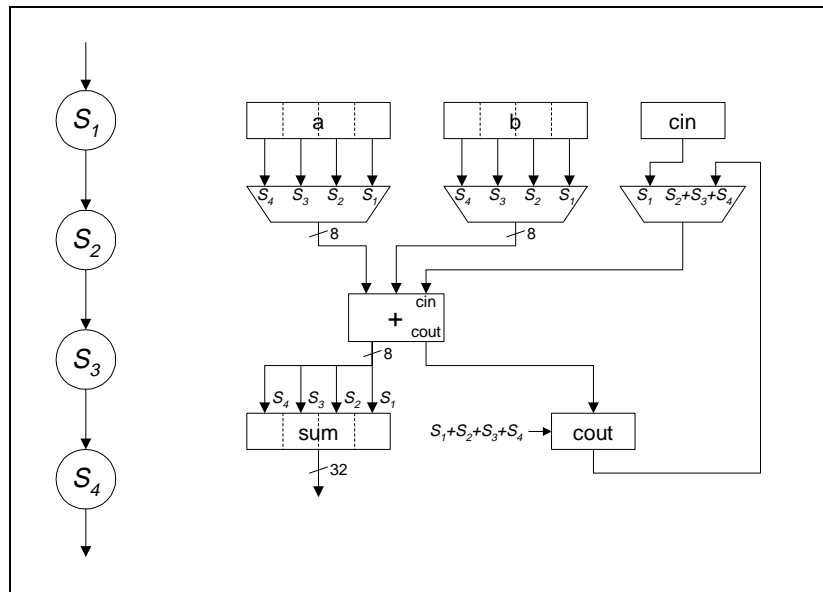 S1
S2
S3
S4
a
b
cin
S4 S3 S2 S1
S4 S3 S2 S1
S1 S2+S3+S4
8
8
cin
+
cout
8
S4 S3 S2 S1
sum
S1+S2+S3+S4
cout
32